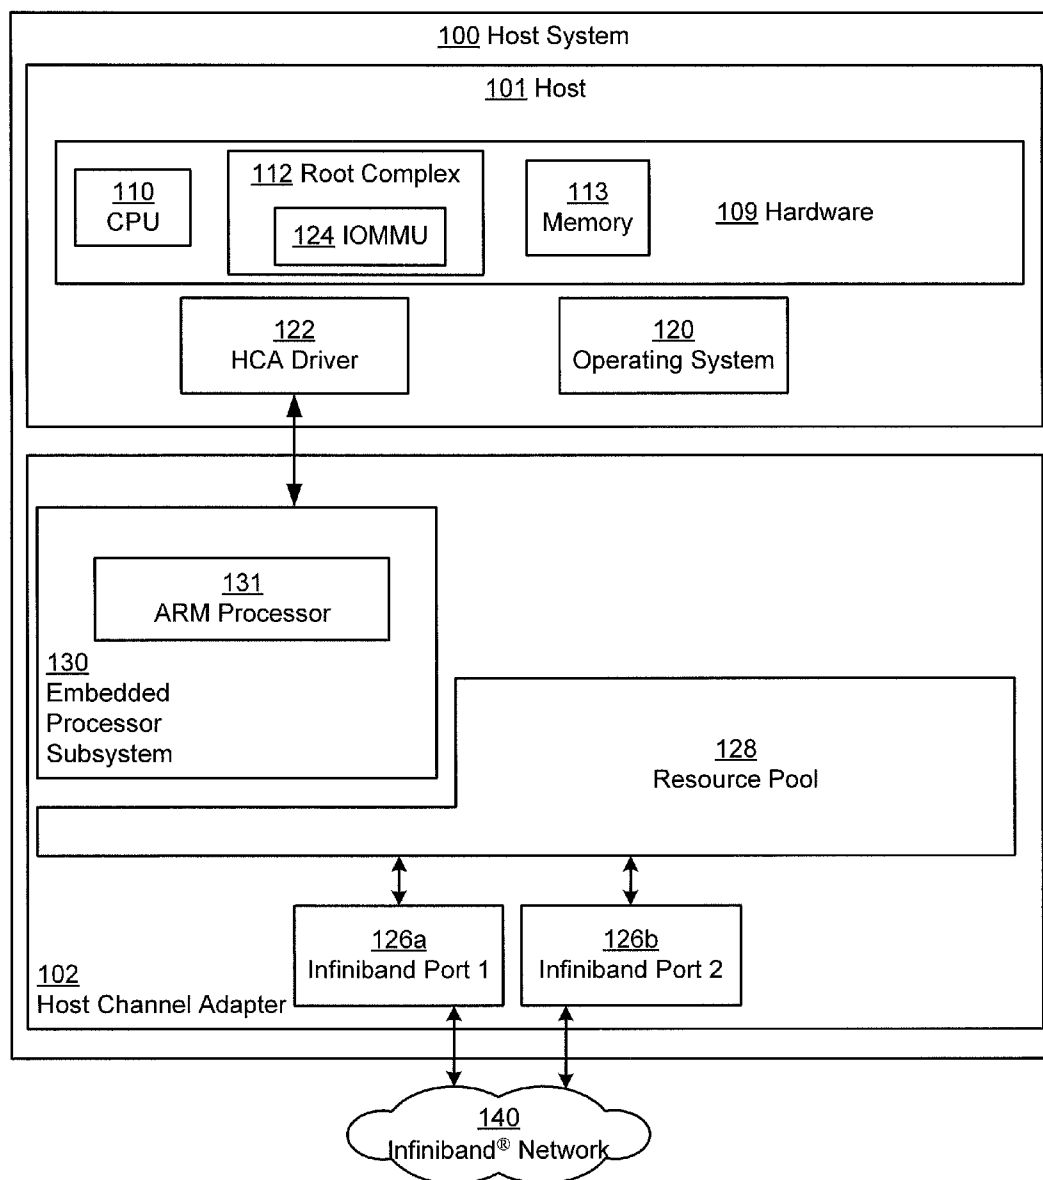 100 Host System
101 Host
110
CPU
112 Root Complex
124 IOMMU
113
Memory
109 Hardware
122
HCA Driver
120
Operating System
131
ARM Processor
130
Embedded
Processor
Subsystem
128
Resource Pool
126a
Infiniband Port 1
126b
Infiniband Port 2
102
Host Channel Adapter
140
Infiniband® Network